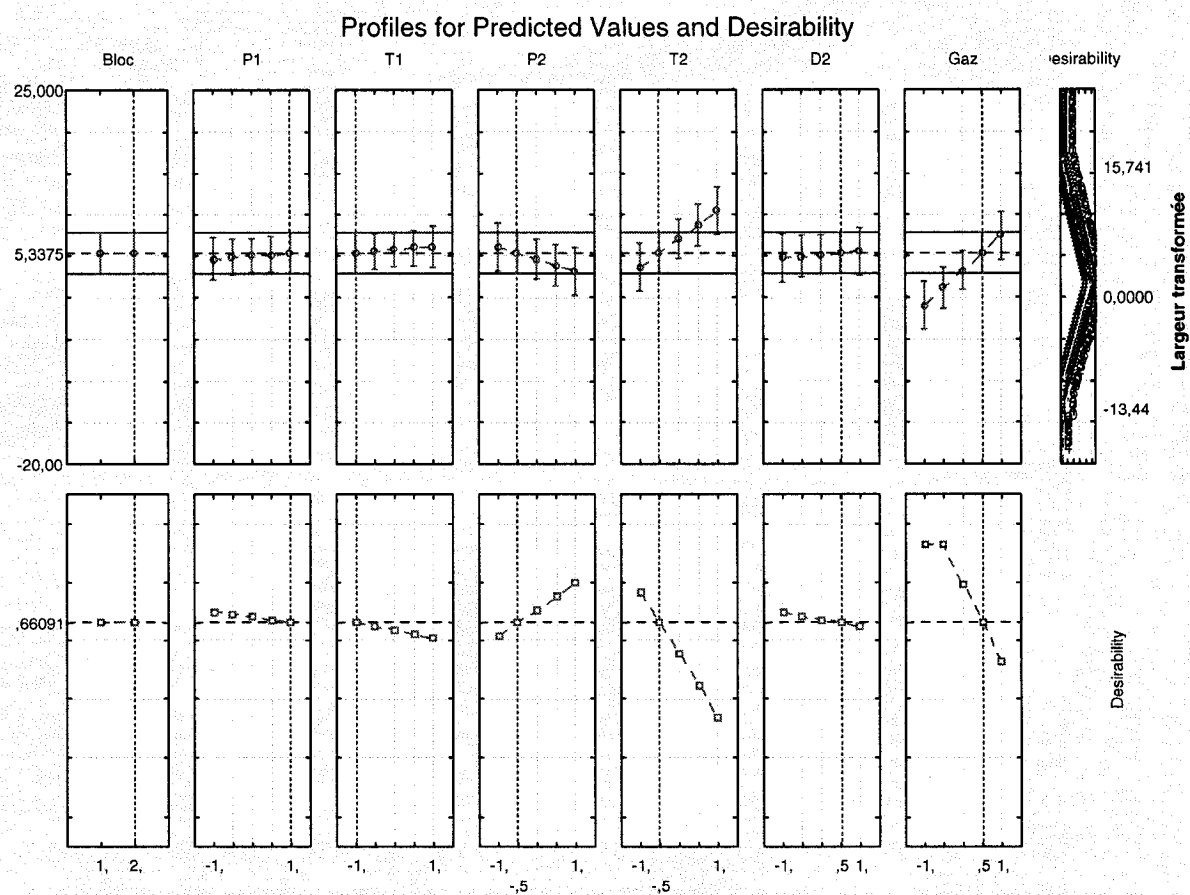 Profiles for Predicted Values and Desirability
Bloc P1 T1 P2 T2 D2 Gaz esirability
25,000
15,741
5,3375
0,0000
-13,44
-20,00
Largeur transformée
,66091
Desirability
1, 2, -1, 1, -1, 1, -1, 1, -1, 1, -1, ,5 1, -1, ,5 1,
-,5 -,5